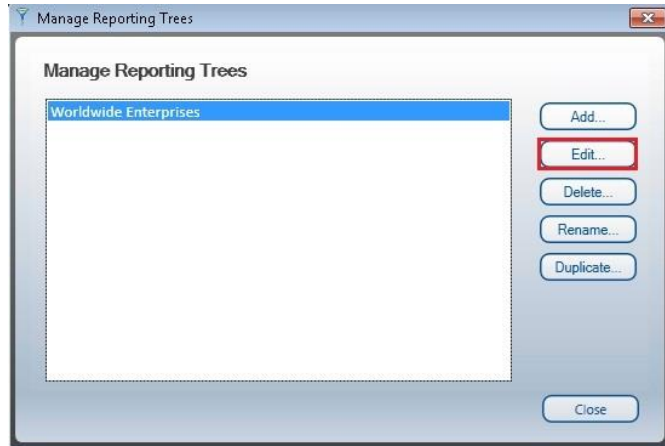 Manage Reporting Trees
Manage Reporting Trees
Worldwide Enterprises
Add...
Edit...
Delete...
Rename...
Duplicate...
Close